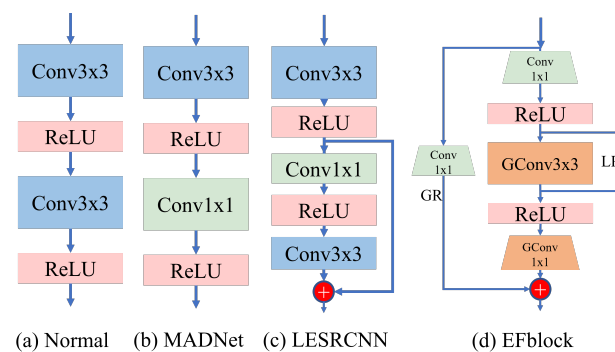 Conv3x3
ReLU
Conv3x3
ReLU
(a) Normal
Conv3x3
ReLU
Conv1x1
ReLU
(b) MADNet
Conv3x3
ReLU
Conv1x1
ReLU
Conv3x3
+
(c) LESRCNN
Conv
1x1
ReLU
GConv3x3
ReLU
GConv
1x1
+
Conv
1x1
GR
(d) EFblock